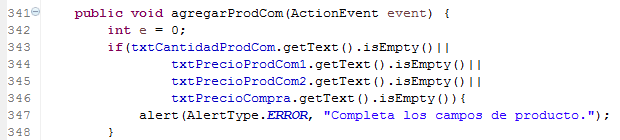 341 public void agregarProdCom(ActionEvent event) {
342 int e = 0;
343 if(txtCantidadProdCom.getText().isEmpty()||
344 txtPrecioProdCom1.getText().isEmpty()||
345 txtPrecioProdCom2.getText().isEmpty()||
346 txtPrecioCompra.getText().isEmpty()){
347 alert(AlertType.ERROR, "Completa los campos de producto.");
348 }